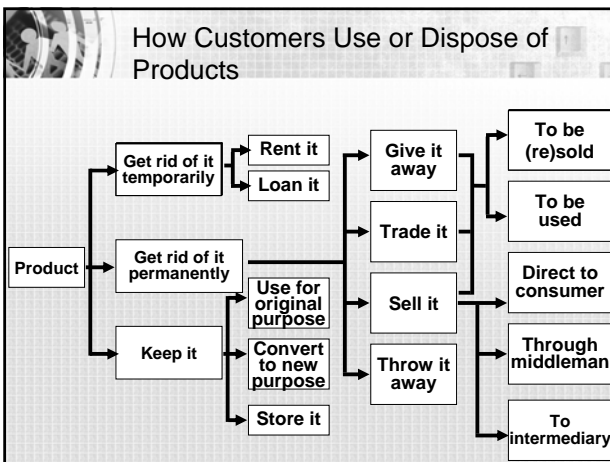 How Customers Use or Dispose of
Products
Product
Get rid of it
temporarily
Rent it
Loan it
Get rid of it
permanently
Give it
away
Trade it
Sell it
Throw it
away
To be
(re)sold
To be
used
Direct to
consumer
Through
middleman
To
intermediary
Keep it
Use for
original
purpose
Convert
to new
purpose
Store it